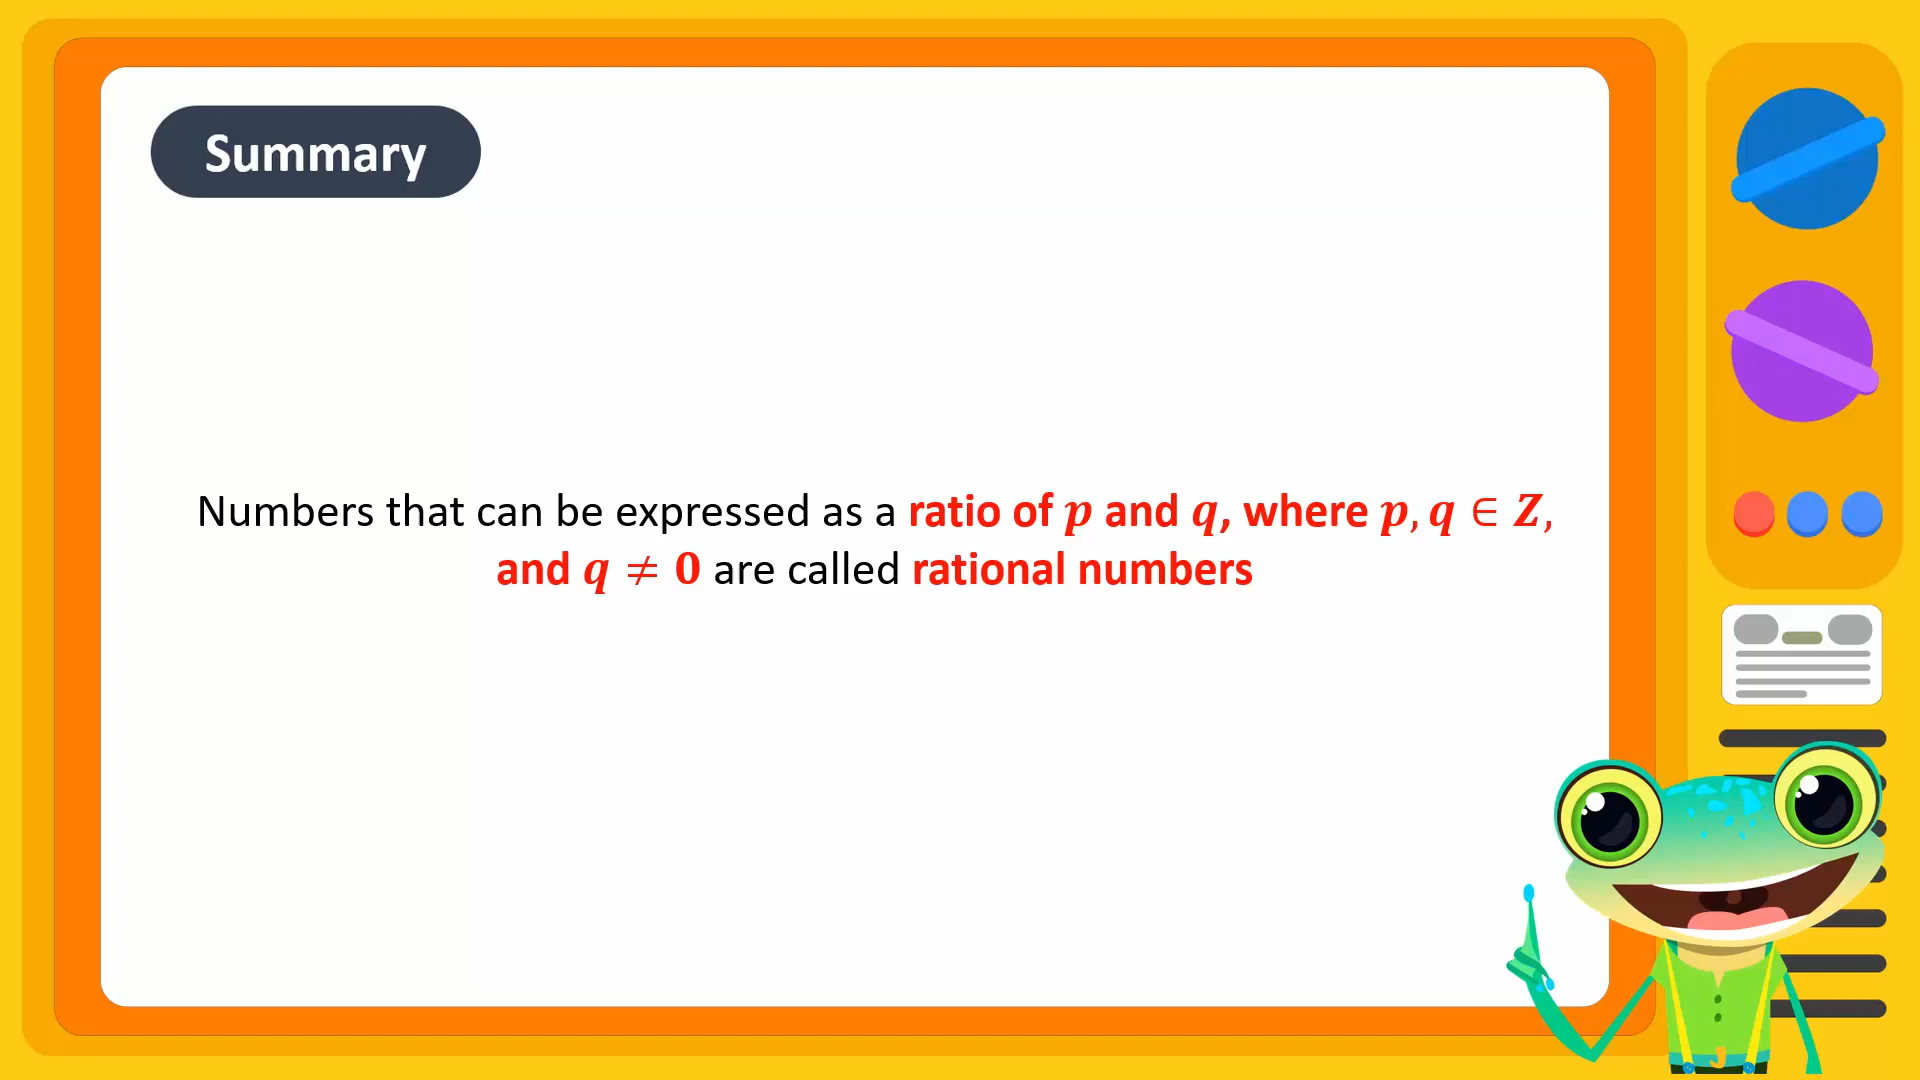 Summary
Numbers that can be expressed as a ratio of p and q, where p, q ∈ Z,
and q ≠ 0 are called rational numbers